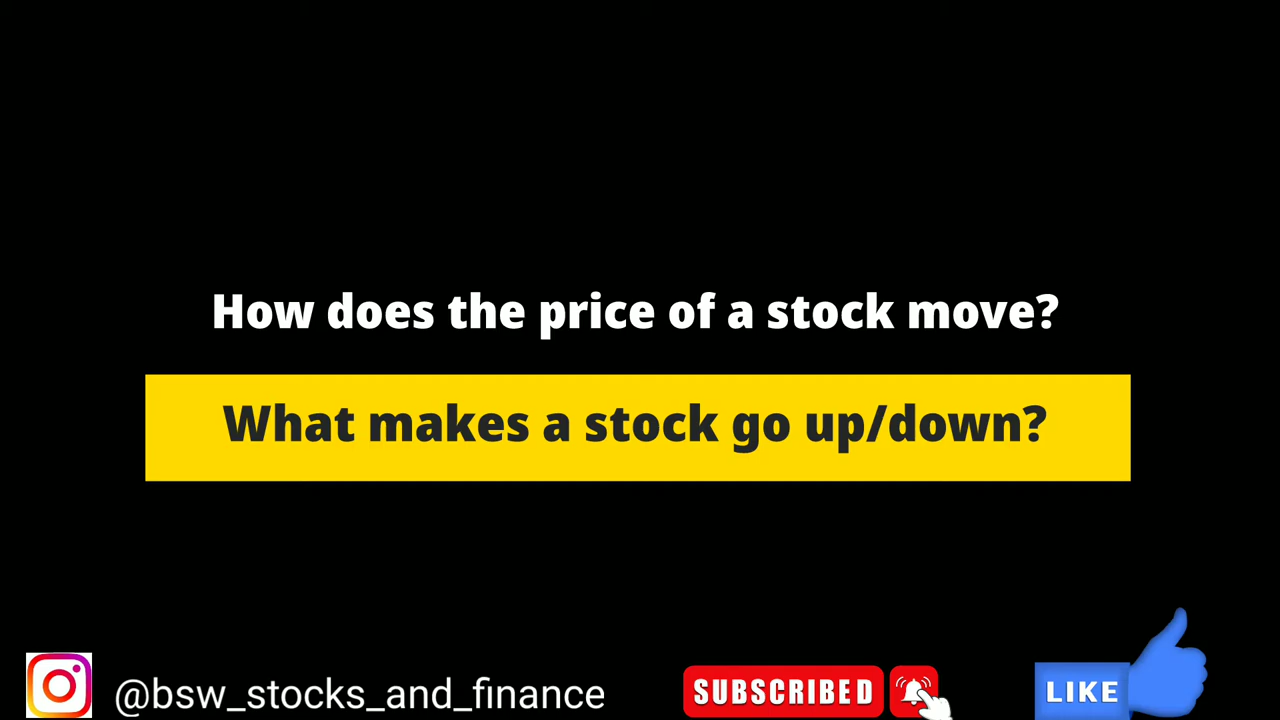 How does the price of a stock move?
What makes a stock go up/down?
@bsw_stocks_and_finance
SUBSCRIBED
LIKE